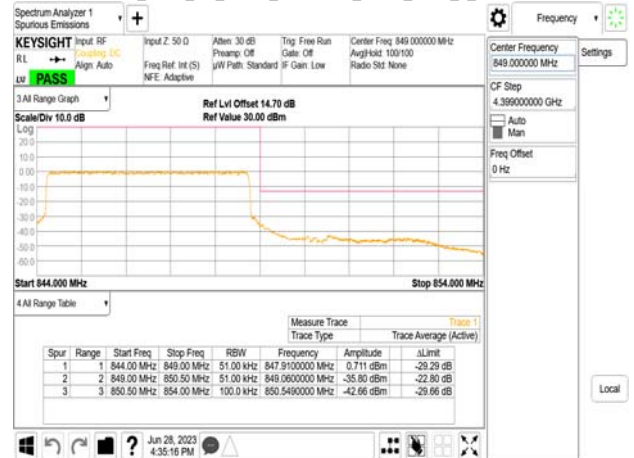 Spectrum Analyzer 1
Spurious Emissions
Frequency
KEYSIGHT
Input: RF
Coupling: DC
Align: Auto
Input Z: 50 Ω
Freq Ref: Int (S)
NFE: Adaptive
Atten: 30 dB
Preamp: Off
µW Path: Standard
Trig: Free Run
Gate: Off
IF Gain: Low
Center Freq: 849.000000 MHz
Avg|Hold: 100/100
Radio Std: None
RL
PASS
Center Frequency
849.000000 MHz
Settings
CF Step
4.399000000 GHz
Auto
Man
Freq Offset
0 Hz
3 All Range Graph
Scale/Div 10.0 dB
Ref Lvl Offset 14.70 dB
Ref Value 30.00 dBm
Log
20.0
10.0
0.00
-10.0
-20.0
-30.0
-40.0
-50.0
-60.0
Start 844.000 MHz
Stop 854.000 MHz
4 All Range Table
Measure Trace Trace 1
Trace Type Trace Average (Active)
Spur Range Start Freq Stop Freq RBW Frequency Amplitude ΔLimit
1 1 844.00 MHz 849.00 MHz 51.00 kHz 847.9100000 MHz 0.711 dBm -29.29 dB
2 2 849.00 MHz 850.50 MHz 51.00 kHz 849.0600000 MHz -35.80 dBm -22.80 dB
3 3 850.50 MHz 854.00 MHz 100.0 kHz 850.5490000 MHz -42.66 dBm -29.66 dB
Local
Jun 28, 2023
4:35:16 PM